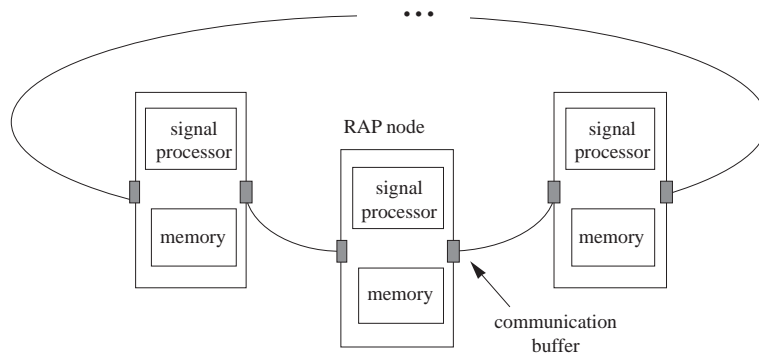 ...
signal
processor
memory
RAP node
signal
processor
memory
signal
processor
memory
communication
buffer